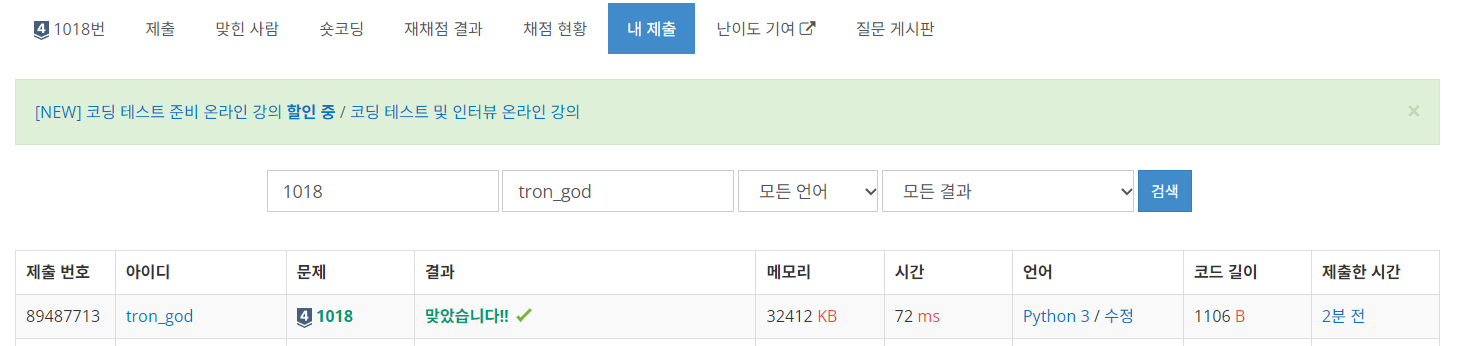 4 1018번 제출 맞힌 사람 숏코딩 재채점 결과 채점 현황 내 제출 난이도 기여 질문 게시판
[NEW] 코딩 테스트 준비 온라인 강의 할인 중 / 코딩 테스트 및 인터뷰 온라인 강의 ×
1018 tron_god 모든 언어 모든 결과 검색
제출 번호 아이디 문제 결과 메모리 시간 언어 코드 길이 제출한 시간
89487713 tron_god 4 1018 맞았습니다!! 32412 KB 72 ms Python 3 / 수정 1106 B 2분 전